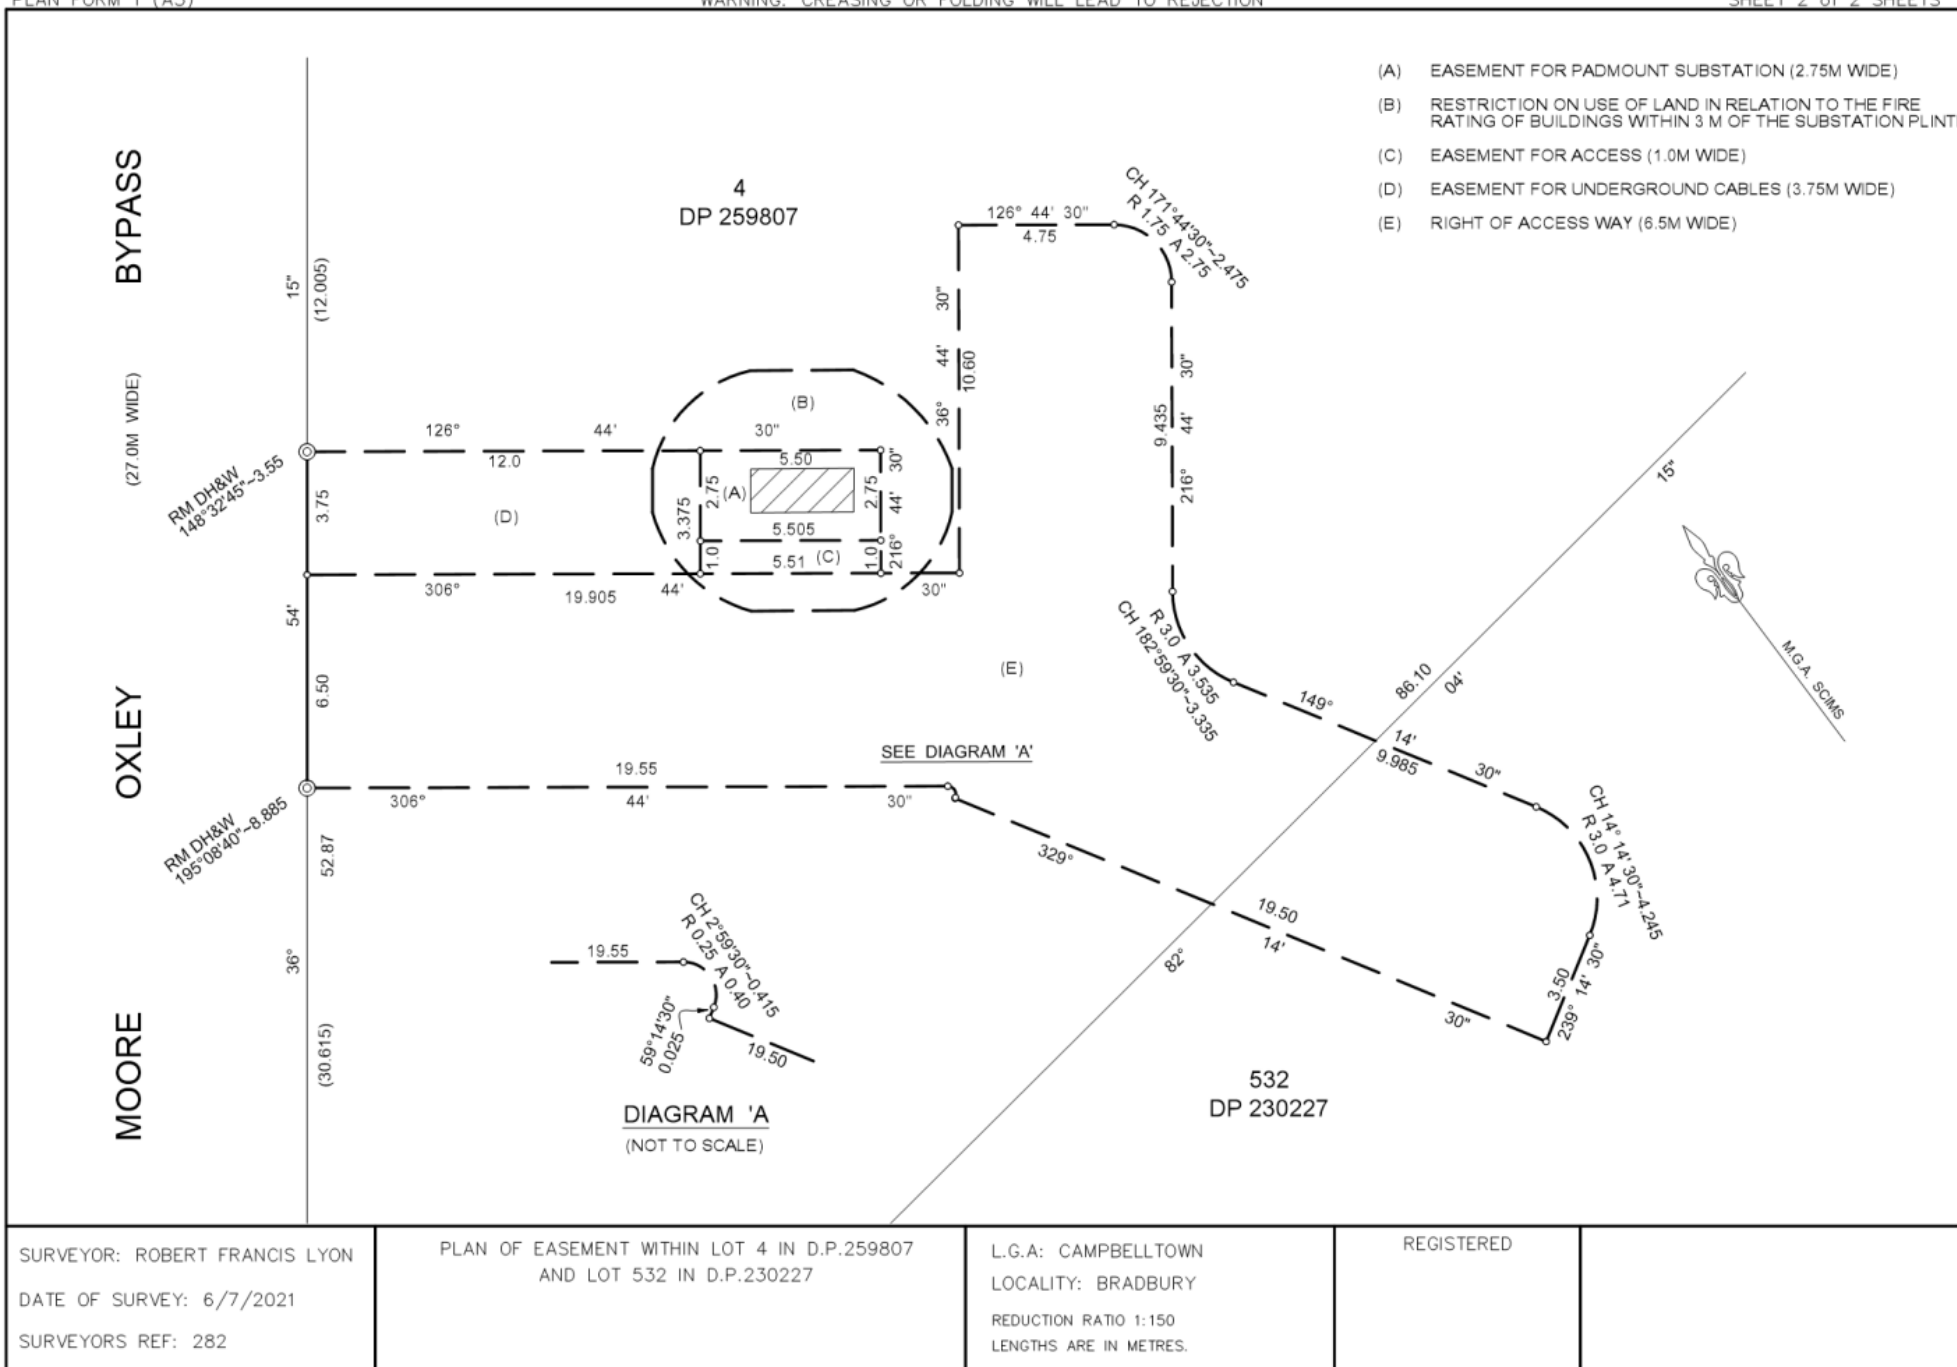 PLAN FORM 1 (A3)
WARNING: CREASING OR FOLDING WILL LEAD TO REJECTION
SHEET 2 OF 2 SHEETS
(A) EASEMENT FOR PADMOUNT SUBSTATION (2.75M WIDE)
(B) RESTRICTION ON USE OF LAND IN RELATION TO THE FIRE
RATING OF BUILDINGS WITHIN 3 M OF THE SUBSTATION PLINT
(C) EASEMENT FOR ACCESS (1.0M WIDE)
(D) EASEMENT FOR UNDERGROUND CABLES (3.75M WIDE)
(E) RIGHT OF ACCESS WAY (6.5M WIDE)
MOORE OXLEY BYPASS
(27.0M WIDE)
36° 54' 15"
(12.005)
3.75
6.50
52.87
(30.615)
RM DH&W
148°32'45"~3.55
RM DH&W
195°08'40"~8.885
4
DP 259807
126° 44' 30"
4.75
CH 171°44'30"~2.475
R 1.75 A 2.75
36° 44' 30"
10.60
216° 44' 30"
9.435
(B)
126° 44' 30"
12.0
5.50
(A)
2.75
3.375
2.75
216° 44' 30"
(D)
5.505
1.0
5.51
(C)
1.0
306° 44' 30"
19.905
R 3.0 A 3.535
CH 182°59'30"~3.335
(E)
149° 14' 30"
9.985
82° 04' 15"
86.10
M.G.A. SCIMS
SEE DIAGRAM 'A'
19.55
306° 44' 30"
329° 14' 30"
19.50
CH 14° 14' 30"~4.245
R 3.0 A 4.71
3.50
239° 14' 30"
19.55
CH 2°59'30"~0.415
R 0.25 A 0.40
59°14'30"
0.025
19.50
DIAGRAM 'A
(NOT TO SCALE)
532
DP 230227
SURVEYOR: ROBERT FRANCIS LYON
DATE OF SURVEY: 6/7/2021
SURVEYORS REF: 282
PLAN OF EASEMENT WITHIN LOT 4 IN D.P.259807
AND LOT 532 IN D.P.230227
L.G.A: CAMPBELLTOWN
LOCALITY: BRADBURY
REDUCTION RATIO 1:150
LENGTHS ARE IN METRES.
REGISTERED